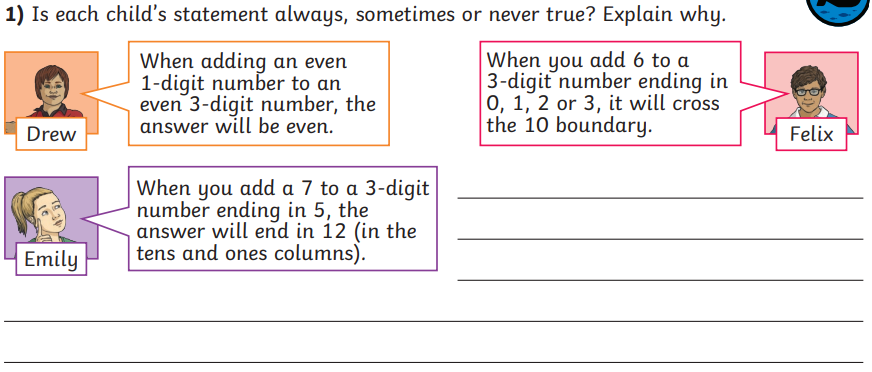 1) Is each child's statement always, sometimes or never true? Explain why.
When adding an even
1-digit number to an
even 3-digit number, the
answer will be even.
Drew
When you add 6 to a
3-digit number ending in
0, 1, 2 or 3, it will cross
the 10 boundary.
Felix
When you add a 7 to a 3-digit
number ending in 5, the
answer will end in 12 (in the
tens and ones columns).
Emily